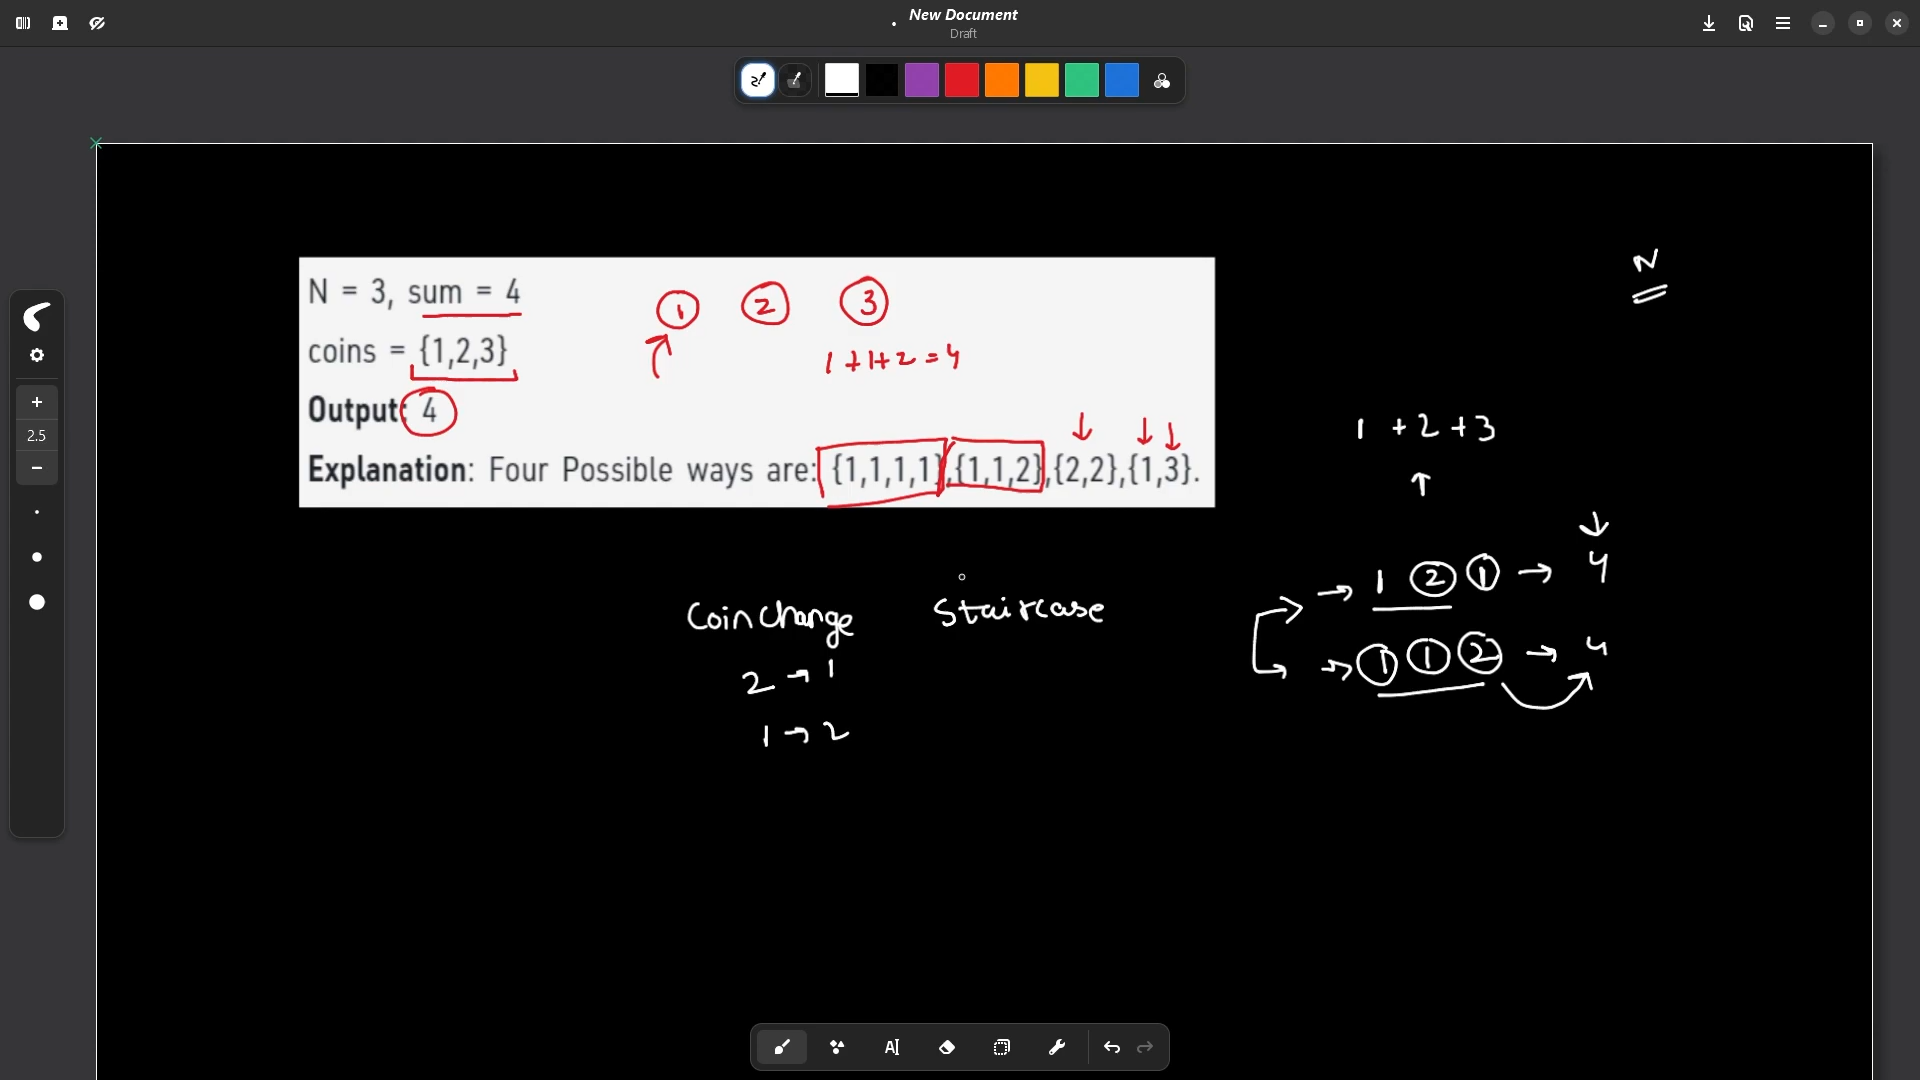 New Document
Draft
N = 3, sum = 4
1 2 3
N
coins = {1,2,3}
1+1+2=4
Output: 4
1 +2 +3
Explanation: Four Possible ways are: {1,1,1,1},{1,1,2},{2,2},{1,3}.
2.5
1 2 1 → 4
Coin Change
Staircase
1 1 2 → 4
2 → 1
1 → 2